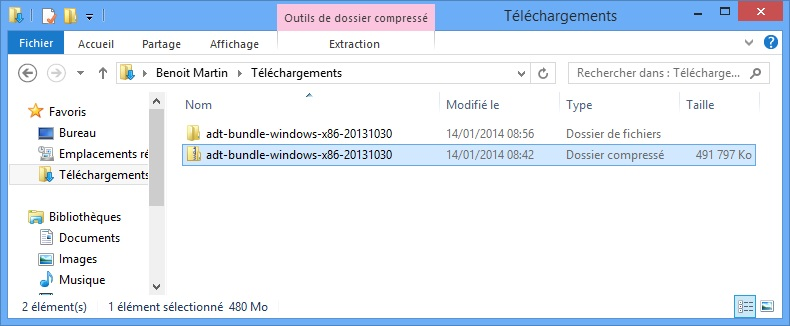 Outils de dossier compressé
Téléchargements
Fichier Accueil Partage Affichage Extraction
Benoit Martin Téléchargements Rechercher dans : Télécharge...
Nom Modifié le Type Taille
Favoris
Bureau
Emplacements ré
Téléchargements
Bibliothèques
Documents
Images
Musique
adt-bundle-windows-x86-20131030 14/01/2014 08:56 Dossier de fichiers
adt-bundle-windows-x86-20131030 14/01/2014 08:42 Dossier compressé 491 797 Ko
2 élément(s) 1 élément sélectionné 480 Mo